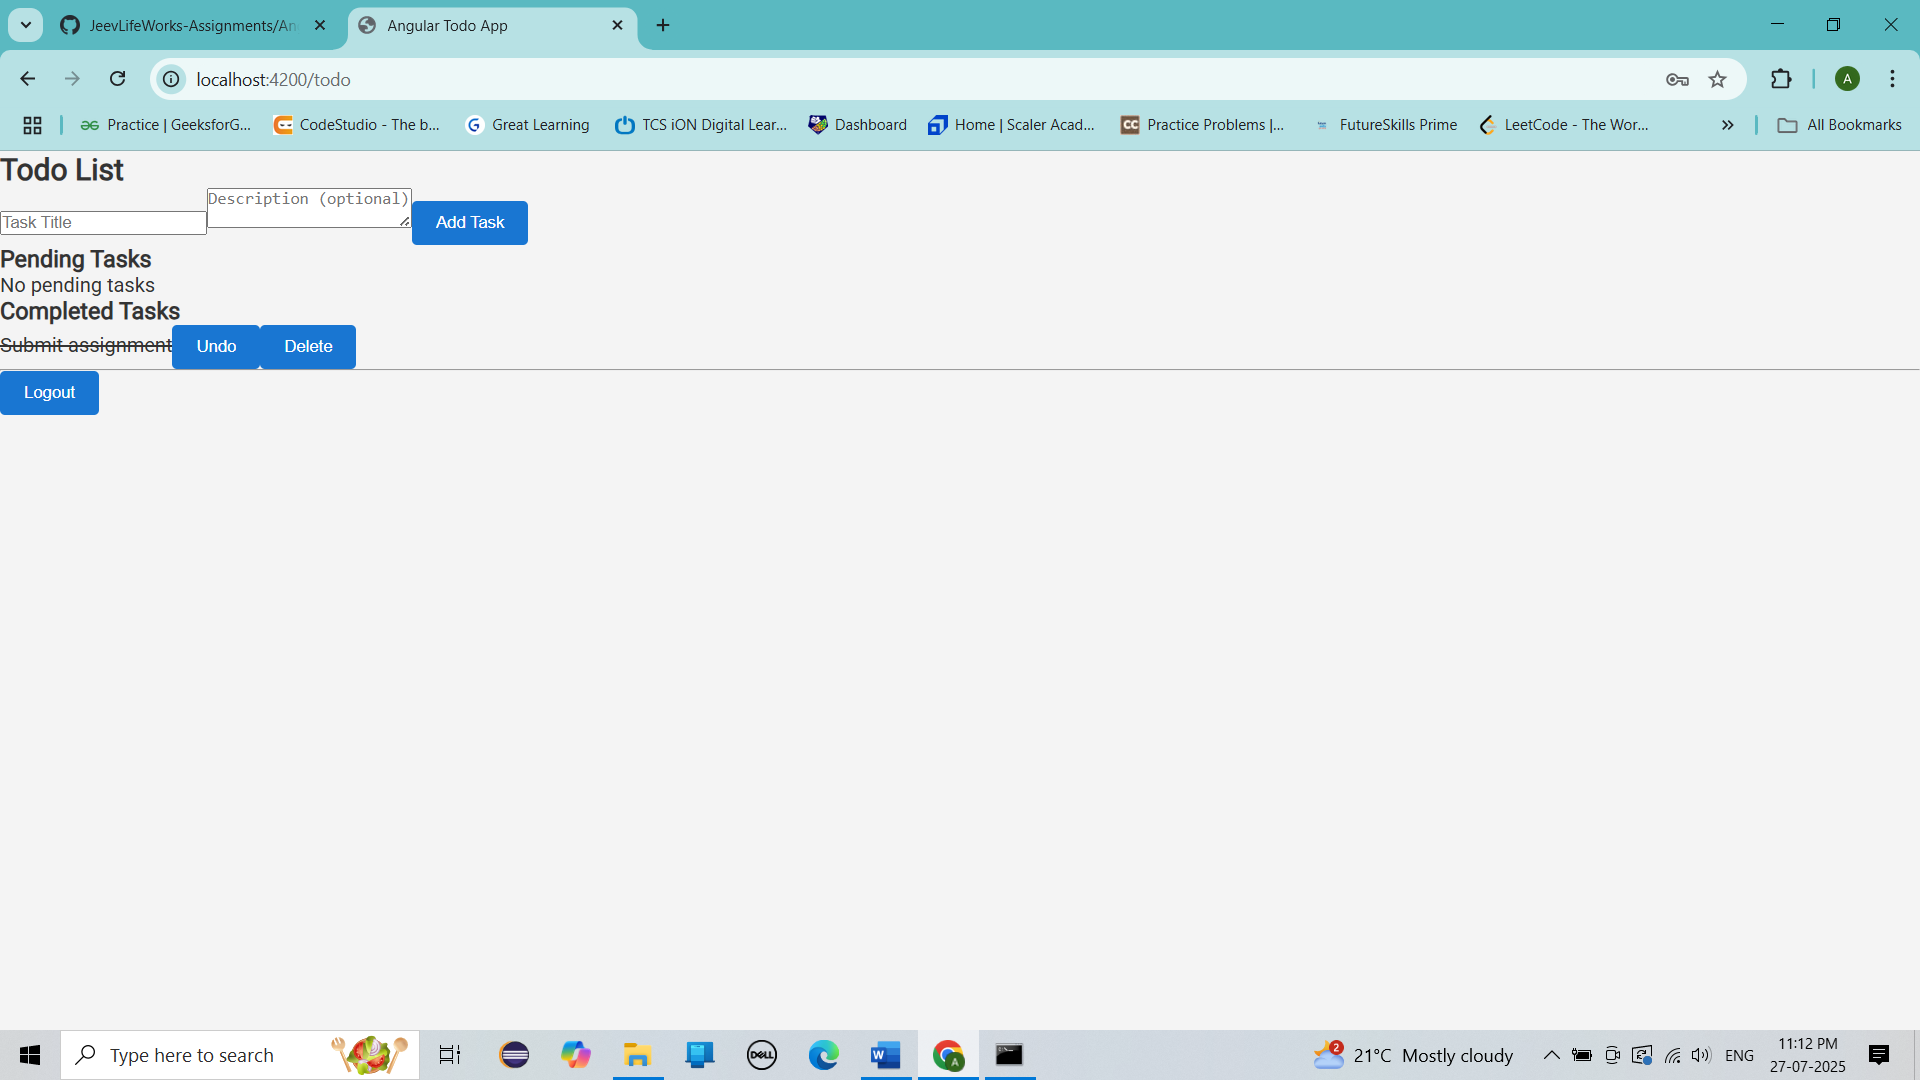 JeevLifeWorks-Assignments/An
Angular Todo App
localhost:4200/todo
A
Practice | GeeksforG...
CodeStudio - The b...
Great Learning
TCS iON Digital Lear...
Dashboard
Home | Scaler Acad...
CC
Practice Problems |...
FutureSkills Prime
LeetCode - The Wor...
All Bookmarks
Todo List
Task Title
Description (optional)
Add Task
Pending Tasks
No pending tasks
Completed Tasks
Submit assignment
Undo
Delete
Logout
Type here to search
DELL
W
A
2
21°C Mostly cloudy
ENG
11:12 PM
27-07-2025